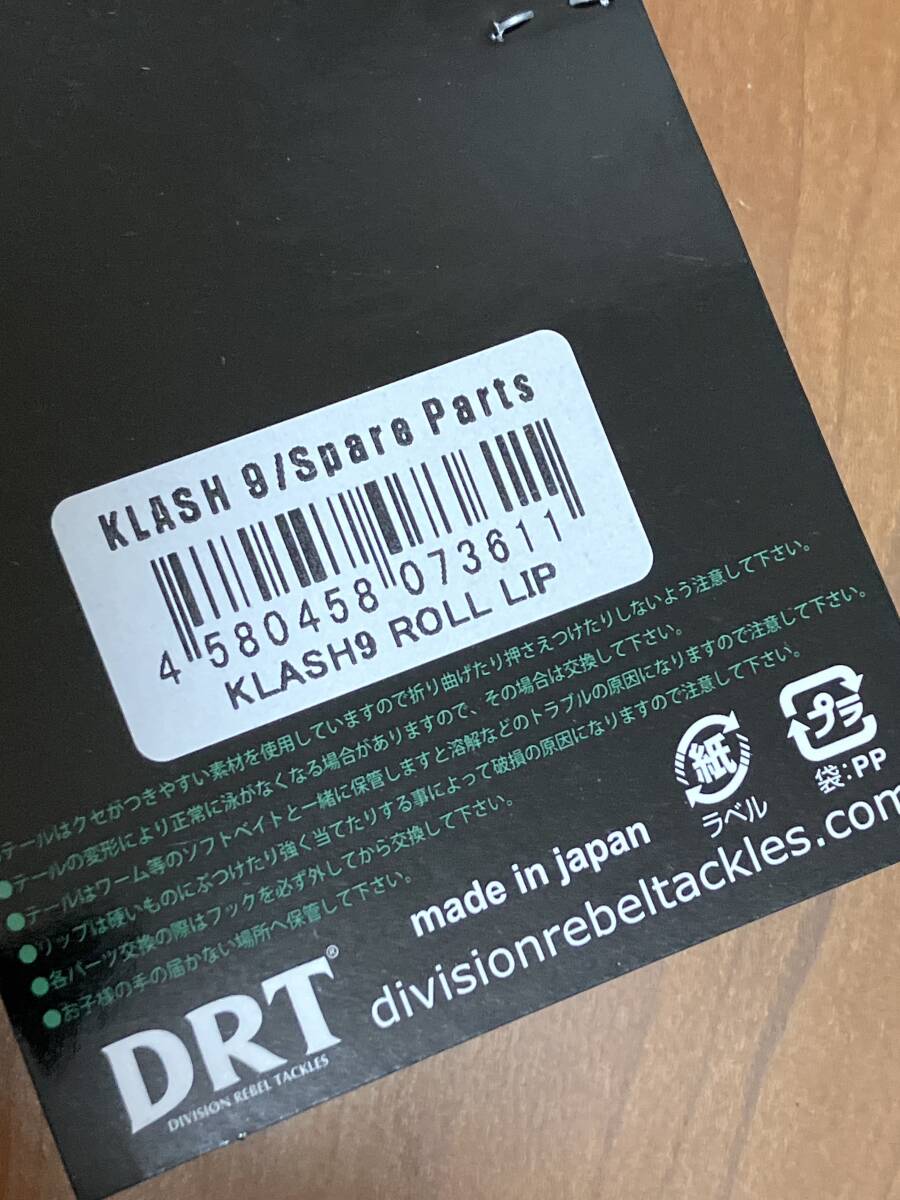 KLASH 9/Spare Parts
4 580458 073611
KLASH9 ROLL LIP
テールはクセがつきやすい素材を使用していますので折り曲げたり押さえつけたりしないよう注意して下さい。
●テールの変形により正常に泳がなくなる場合がありますので、その場合は交換して下さい。
●テールはワーム等のソフトベイトと一緒に保管しますと溶解などのトラブルの原因になりますので注意して下さい。
●リップは硬いものにぶつけたり強く当てたりする事によって破損の原因になりますので注意して下さい。
●各パーツ交換の際はフックを必ず外してから交換して下さい。
●お子様の手の届かない場所へ保管して下さい。
紙
ラベル
プラ
袋:PP
made in japan
divisionrebeltackles.com
DRT®
DIVISION REBEL TACKLES